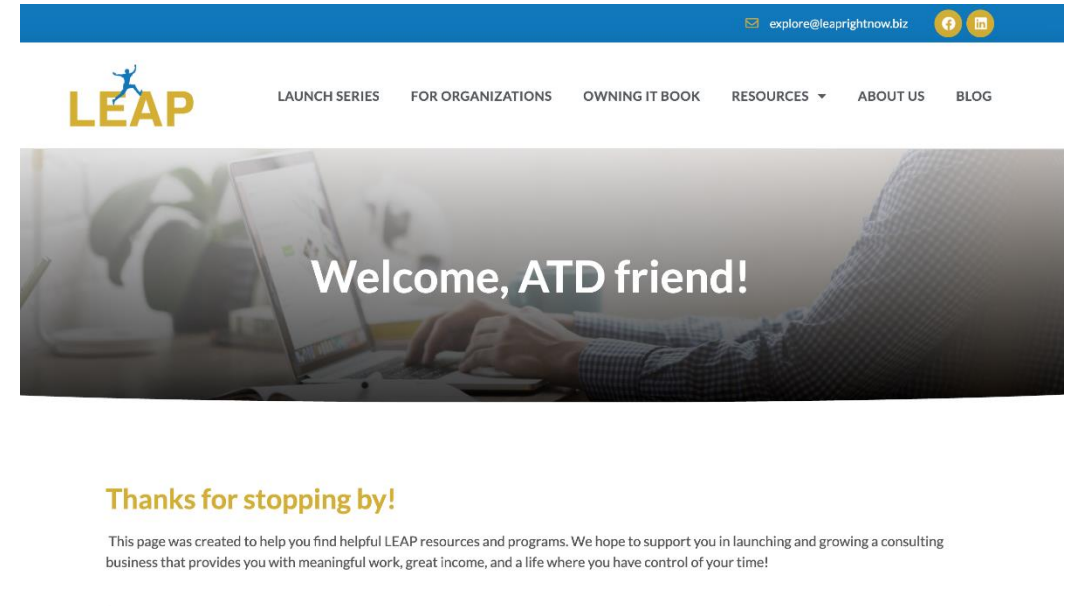 explore@leaprightnow.biz
LEAP
LAUNCH SERIES FOR ORGANIZATIONS OWNING IT BOOK RESOURCES ABOUT US BLOG
Welcome, ATD friend!
Thanks for stopping by!
This page was created to help you find helpful LEAP resources and programs. We hope to support you in launching and growing a consulting
business that provides you with meaningful work, great income, and a life where you have control of your time!